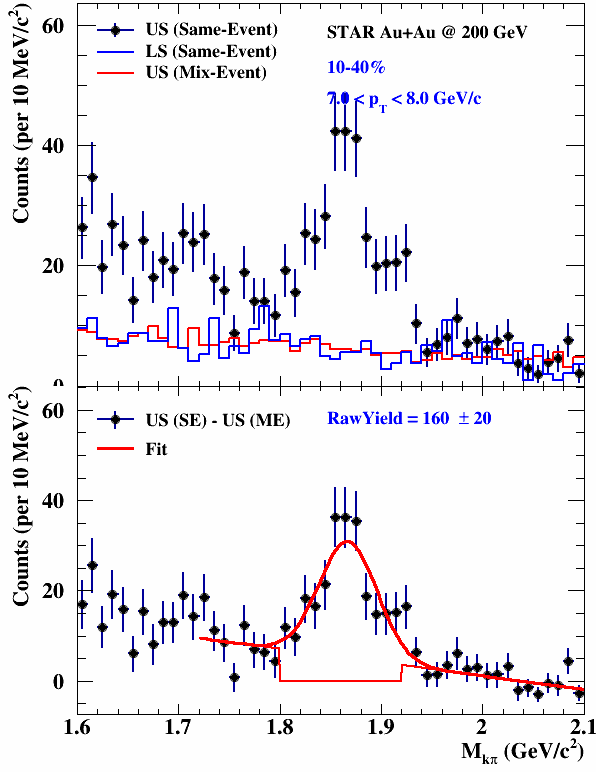 Counts (per 10 MeV/c²)
US (Same-Event)
LS (Same-Event)
US (Mix-Event)
STAR Au+Au @ 200 GeV
10-40%
7.0 < p_T < 8.0 GeV/c
40
20
0
Counts (per 10 MeV/c²)
US (SE) - US (ME)
Fit
RawYield = 160 ± 20
60
40
20
0
1.6 1.7 1.8 1.9 2 2.1
M_kπ (GeV/c²)